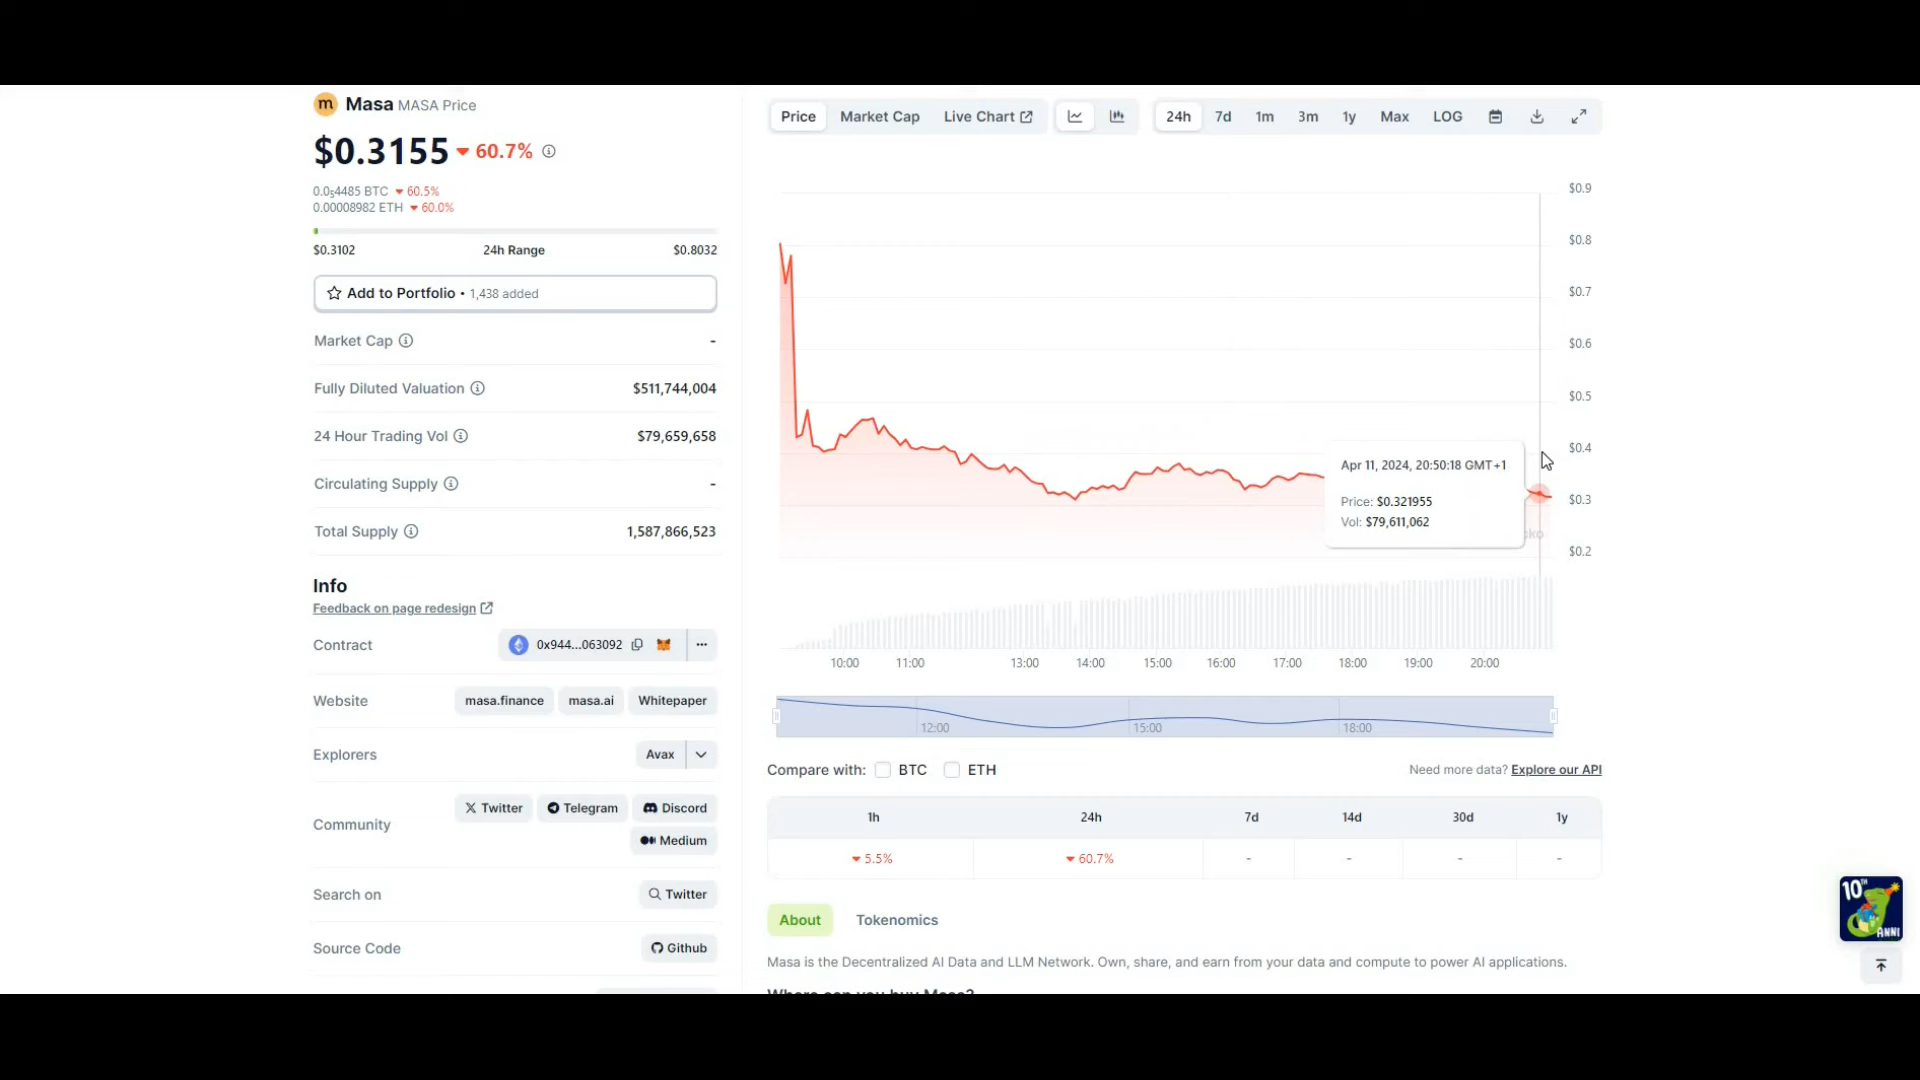 m Masa MASA Price
$0.3155 60.7%
0.0₅4485 BTC 60.5%
0.00008982 ETH 60.0%
$0.3102 24h Range $0.8032
Add to Portfolio • 1,438 added
Market Cap -
Fully Diluted Valuation $511,744,004
24 Hour Trading Vol $79,659,658
Circulating Supply -
Total Supply 1,587,866,523
Info
Feedback on page redesign
Contract 0x944...063092
Website masa.finance masa.ai Whitepaper
Explorers Avax
Community Twitter Telegram Discord
Medium
Search on Twitter
Source Code Github
Price Market Cap Live Chart 24h 7d 1m 3m 1y Max LOG
$0.9
$0.8
$0.7
$0.6
$0.5
$0.4
$0.3
$0.2
Apr 11, 2024, 20:50:18 GMT+1
Price: $0.321955
Vol: $79,611,062
10:00 11:00 13:00 14:00 15:00 16:00 17:00 18:00 19:00 20:00
12:00 15:00 18:00
Compare with: BTC ETH
Need more data? Explore our API
1h 24h 7d 14d 30d 1y
5.5% 60.7% - - - -
About Tokenomics
Masa is the Decentralized AI Data and LLM Network. Own, share, and earn from your data and compute to power AI applications.
Where can you buy Masa?
10TH
ANNI